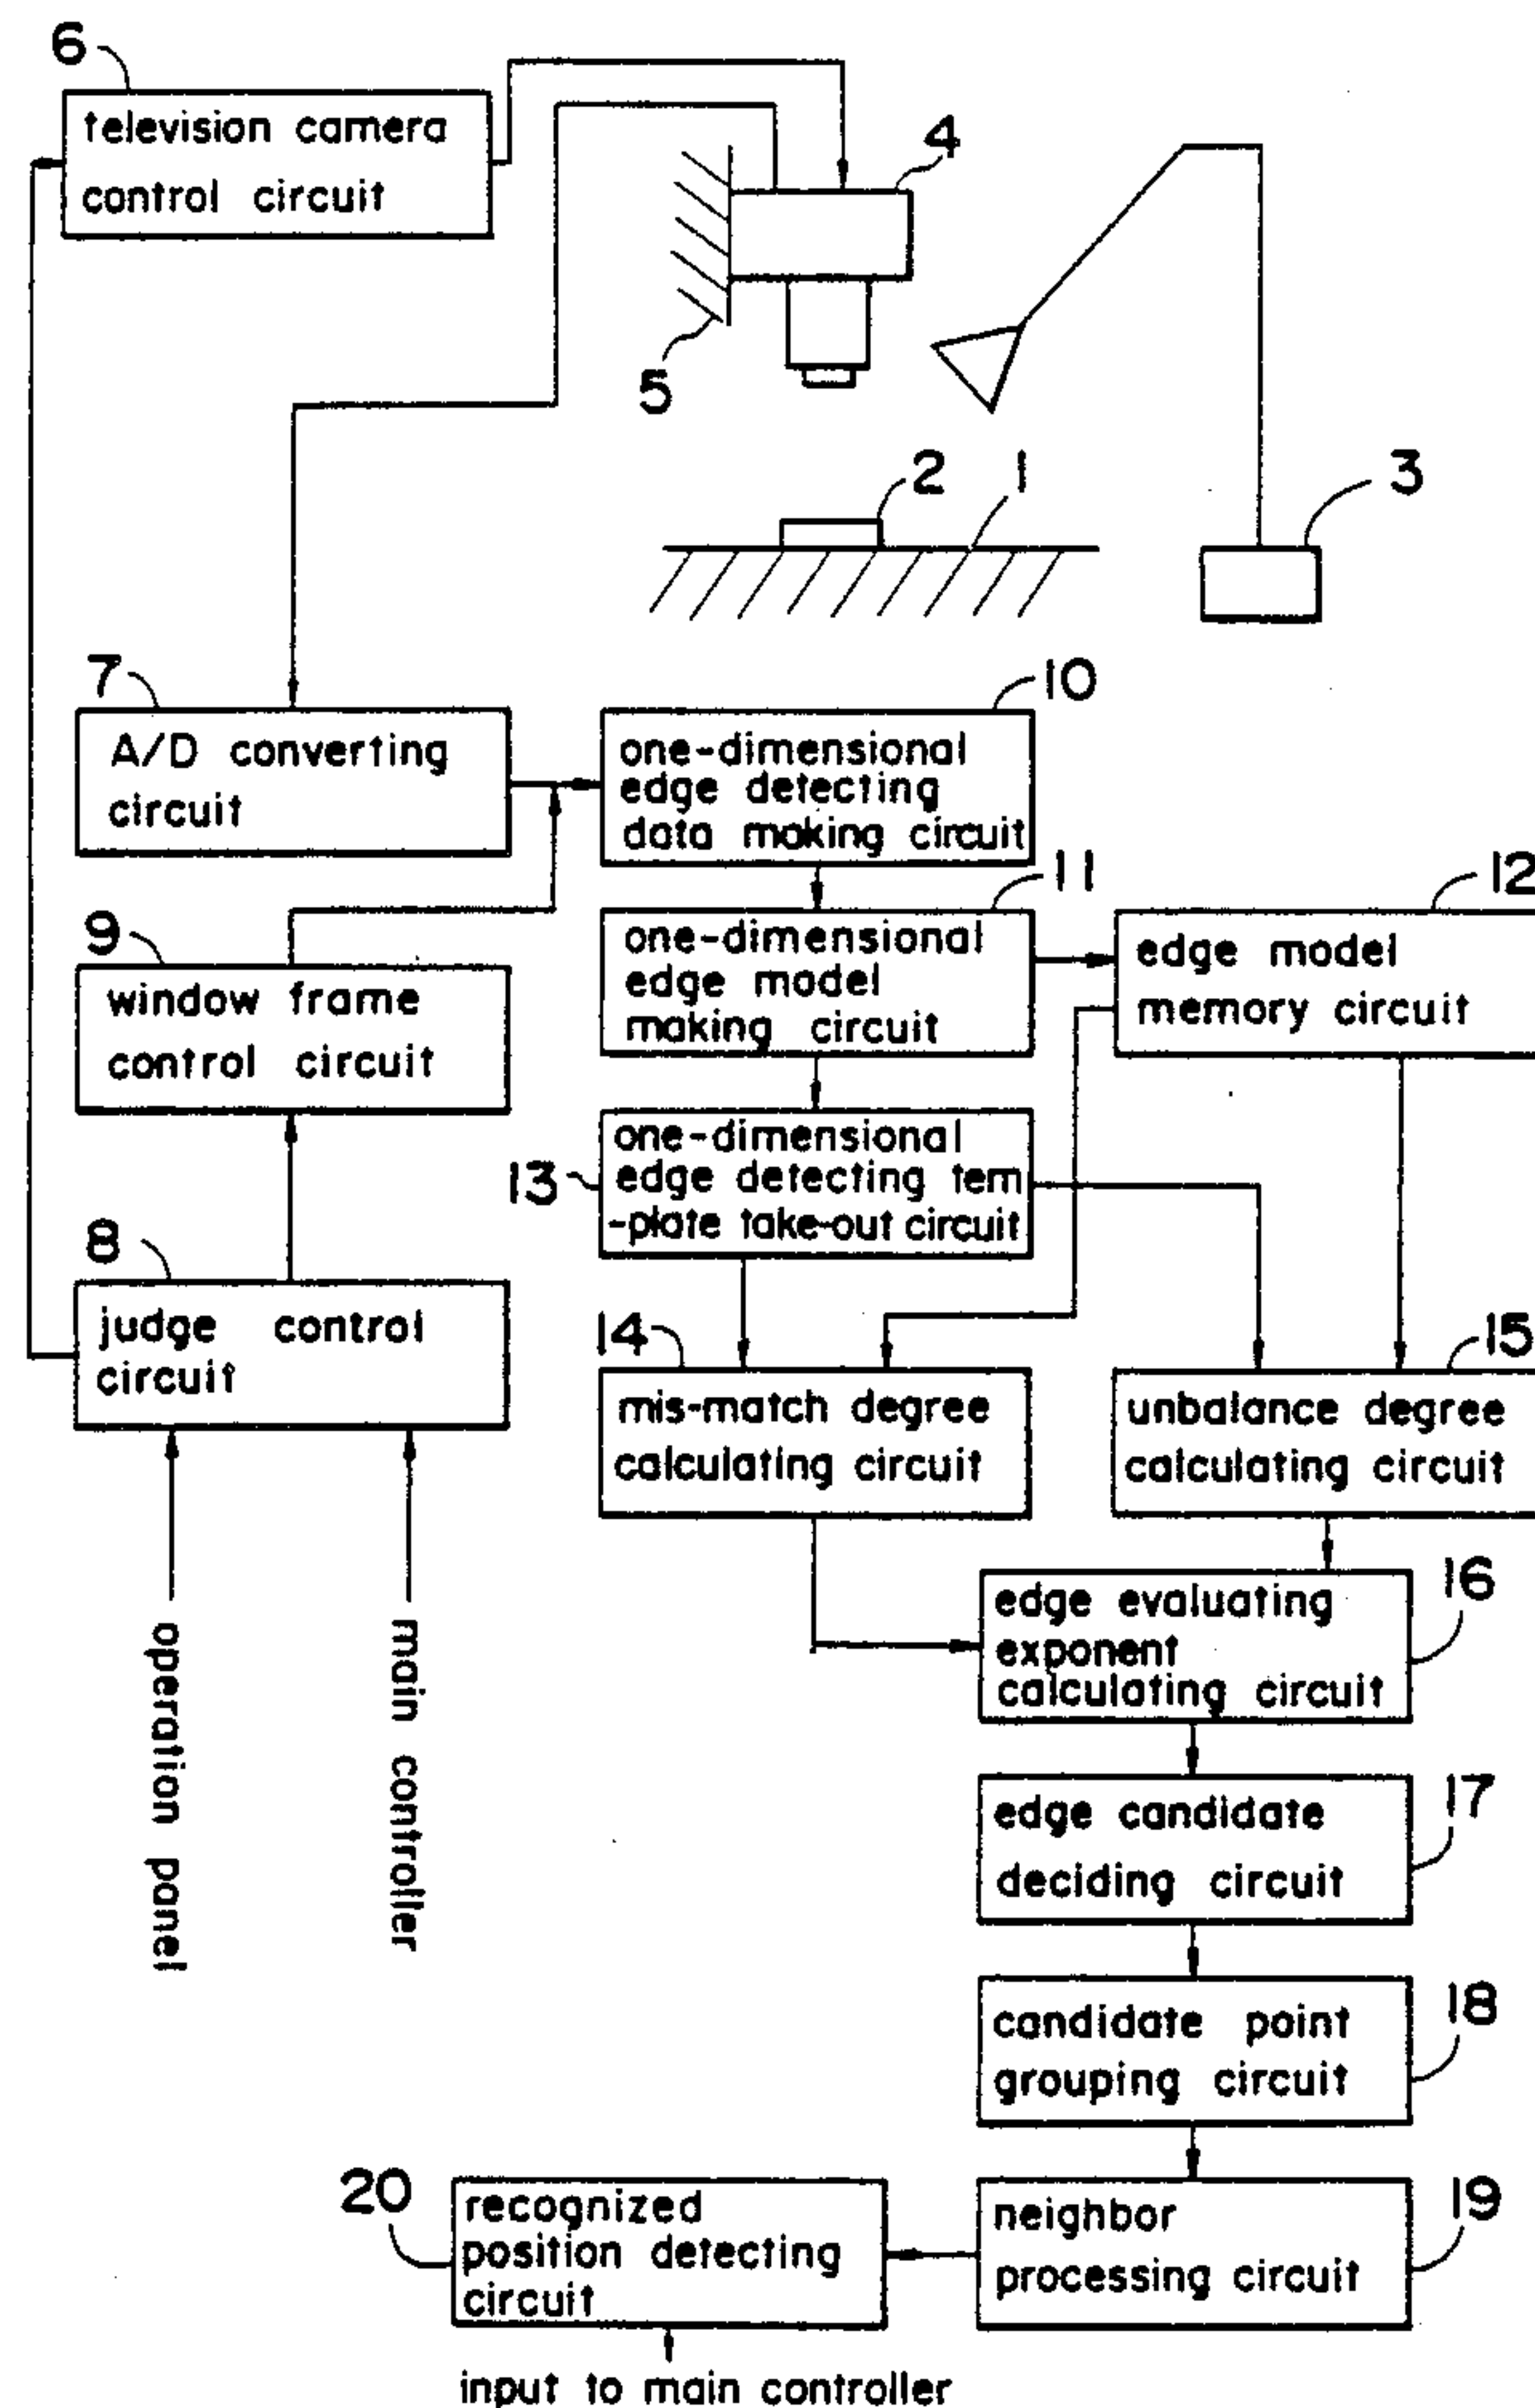 6
television camera
control circuit
4
5
2
1
3
7
A/D converting
circuit
10
one-dimensional
edge detecting
data making circuit
11
one-dimensional
edge model
making circuit
12
edge model
memory circuit
9
window frame
control circuit
13
one-dimensional
edge detecting tem
-plate take-out circuit
8
judge control
circuit
14
mis-match degree
calculating circuit
15
unbalance degree
calculating circuit
operation panel
main controller
16
edge evaluating
exponent
calculating circuit
17
edge candidate
deciding circuit
18
candidate point
grouping circuit
19
neighbor
processing circuit
20
recognized
position detecting
circuit
input to main controller